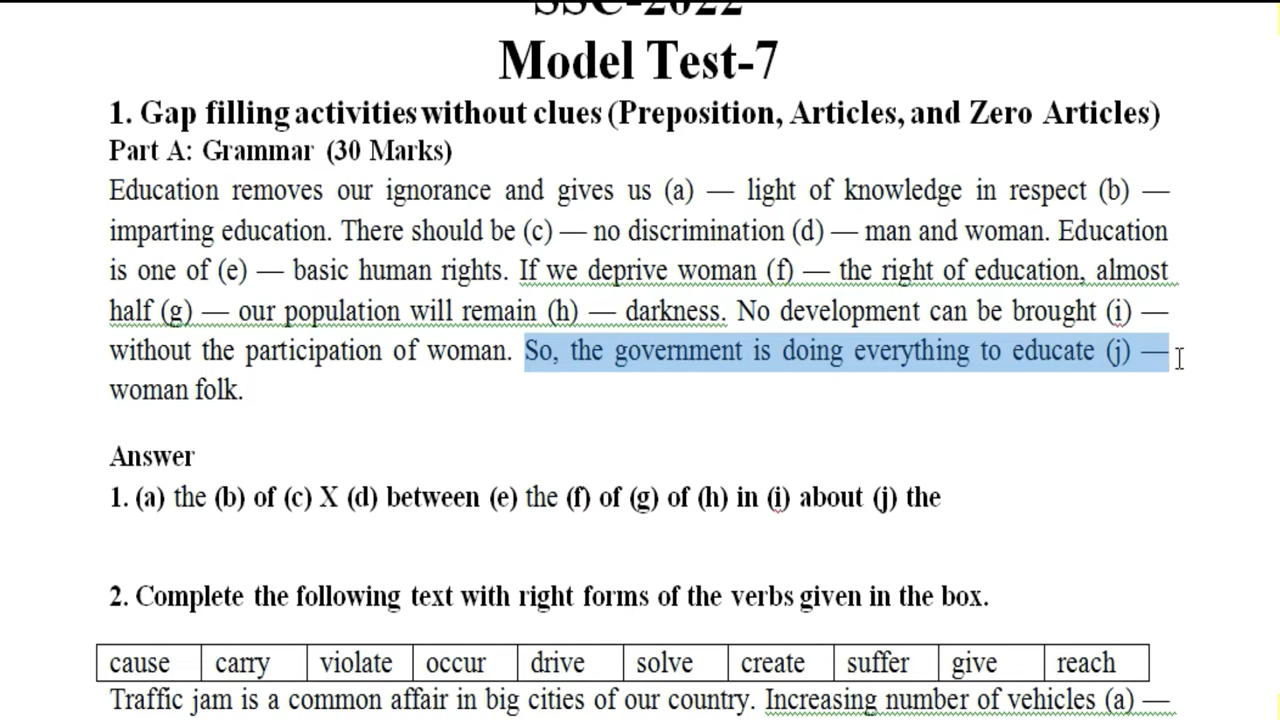 SSC-2022
Model Test-7
1. Gap filling activities without clues (Preposition, Articles, and Zero Articles)
Part A: Grammar (30 Marks)
Education removes our ignorance and gives us (a) — light of knowledge in respect (b) —
imparting education. There should be (c) — no discrimination (d) — man and woman. Education
is one of (e) — basic human rights. If we deprive woman (f) — the right of education, almost
half (g) — our population will remain (h) — darkness. No development can be brought (i) —
without the participation of woman. So, the government is doing everything to educate (j) —
woman folk.
Answer
1. (a) the (b) of (c) X (d) between (e) the (f) of (g) of (h) in (i) about (j) the
2. Complete the following text with right forms of the verbs given in the box.
cause carry violate occur drive solve create suffer give reach
Traffic jam is a common affair in big cities of our country. Increasing number of vehicles (a) —